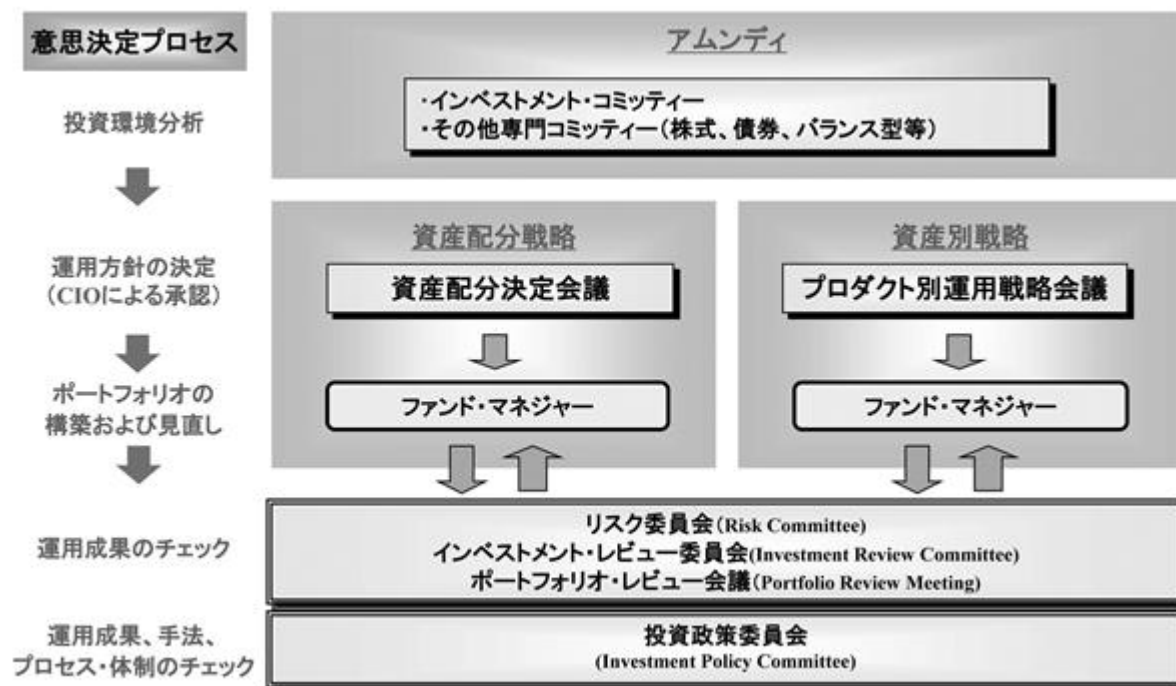 意思決定プロセス
アムンディ
投資環境分析
・インベストメント・コミッティー
・その他専門コミッティー(株式、債券、バランス型等)
資産配分戦略
資産別戦略
運用方針の決定
(CIOによる承認)
資産配分決定会議
プロダクト別運用戦略会議
ポートフォリオの
構築および見直し
ファンド・マネジャー
ファンド・マネジャー
運用成果のチェック
リスク委員会(Risk Committee)
インベストメント・レビュー委員会(Investment Review Committee)
ポートフォリオ・レビュー会議(Portfolio Review Meeting)
運用成果、手法、
プロセス・体制のチェック
投資政策委員会
(Investment Policy Committee)